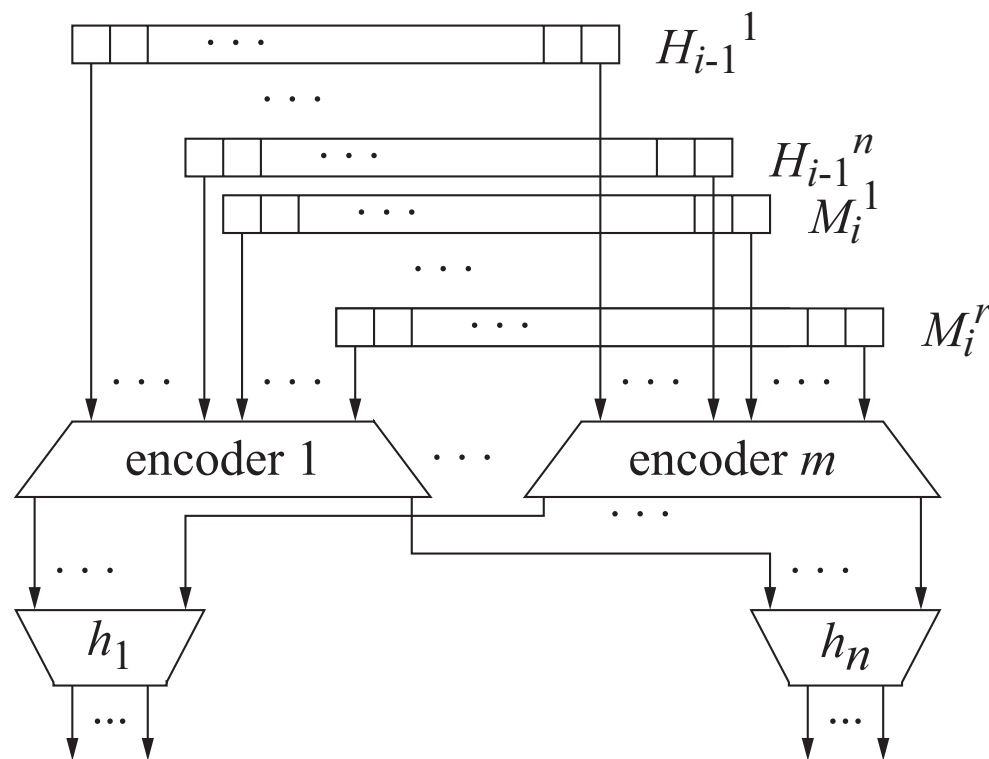 . . . H_{i-1}^1
. . .
. . . H_{i-1}^n
. . . M_i^1
. . .
. . . M_i^r
. . . . . . . . . . . .
encoder 1 . . . encoder m
. . .
. . . . . .
h_1 h_n
... ...